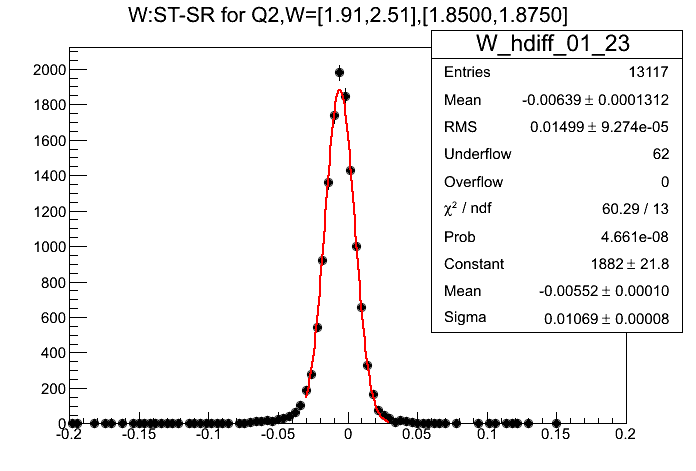 W:ST-SR for Q2,W=[1.91,2.51],[1.8500,1.8750]
W_hdiff_01_23
Entries 13117
Mean -0.00639 ± 0.0001312
RMS 0.01499 ± 9.274e-05
Underflow 62
Overflow 0
χ² / ndf 60.29 / 13
Prob 4.661e-08
Constant 1882 ± 21.8
Mean -0.00552 ± 0.00010
Sigma 0.01069 ± 0.00008
2000
1800
1600
1400
1200
1000
800
600
400
200
0
-0.2 -0.15 -0.1 -0.05 0 0.05 0.1 0.15 0.2